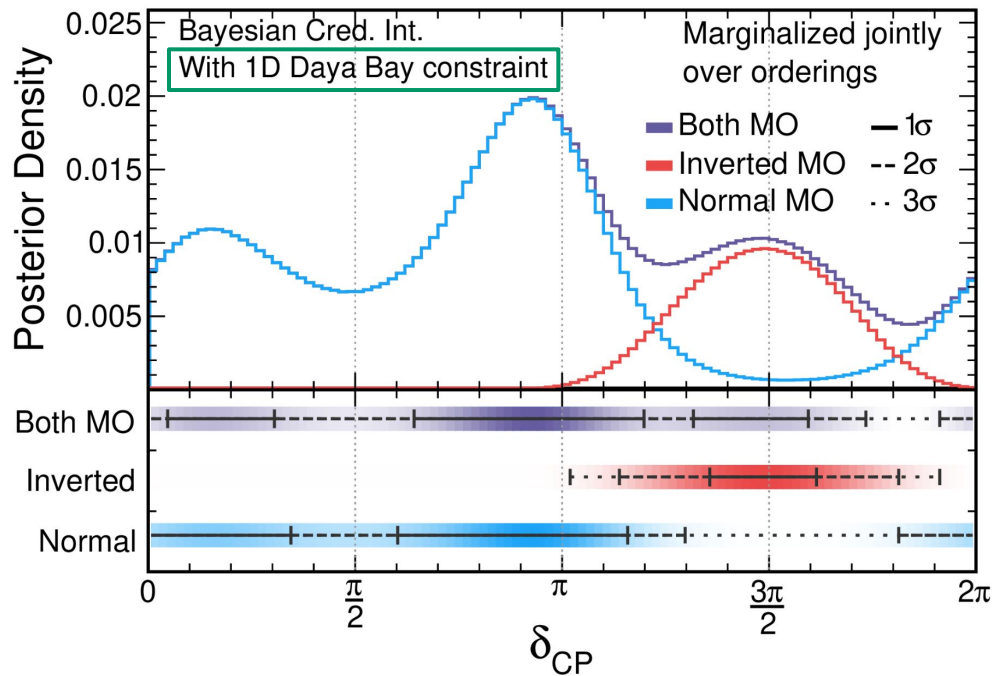 Bayesian Cred. Int.
With 1D Daya Bay constraint
Marginalized jointly
over orderings
Both MO
Inverted MO
Normal MO
1σ
2σ
3σ
Posterior Density
0.025
0.02
0.015
0.01
0.005
Both MO
Inverted
Normal
0
π/2
π
3π/2
2π
δCP